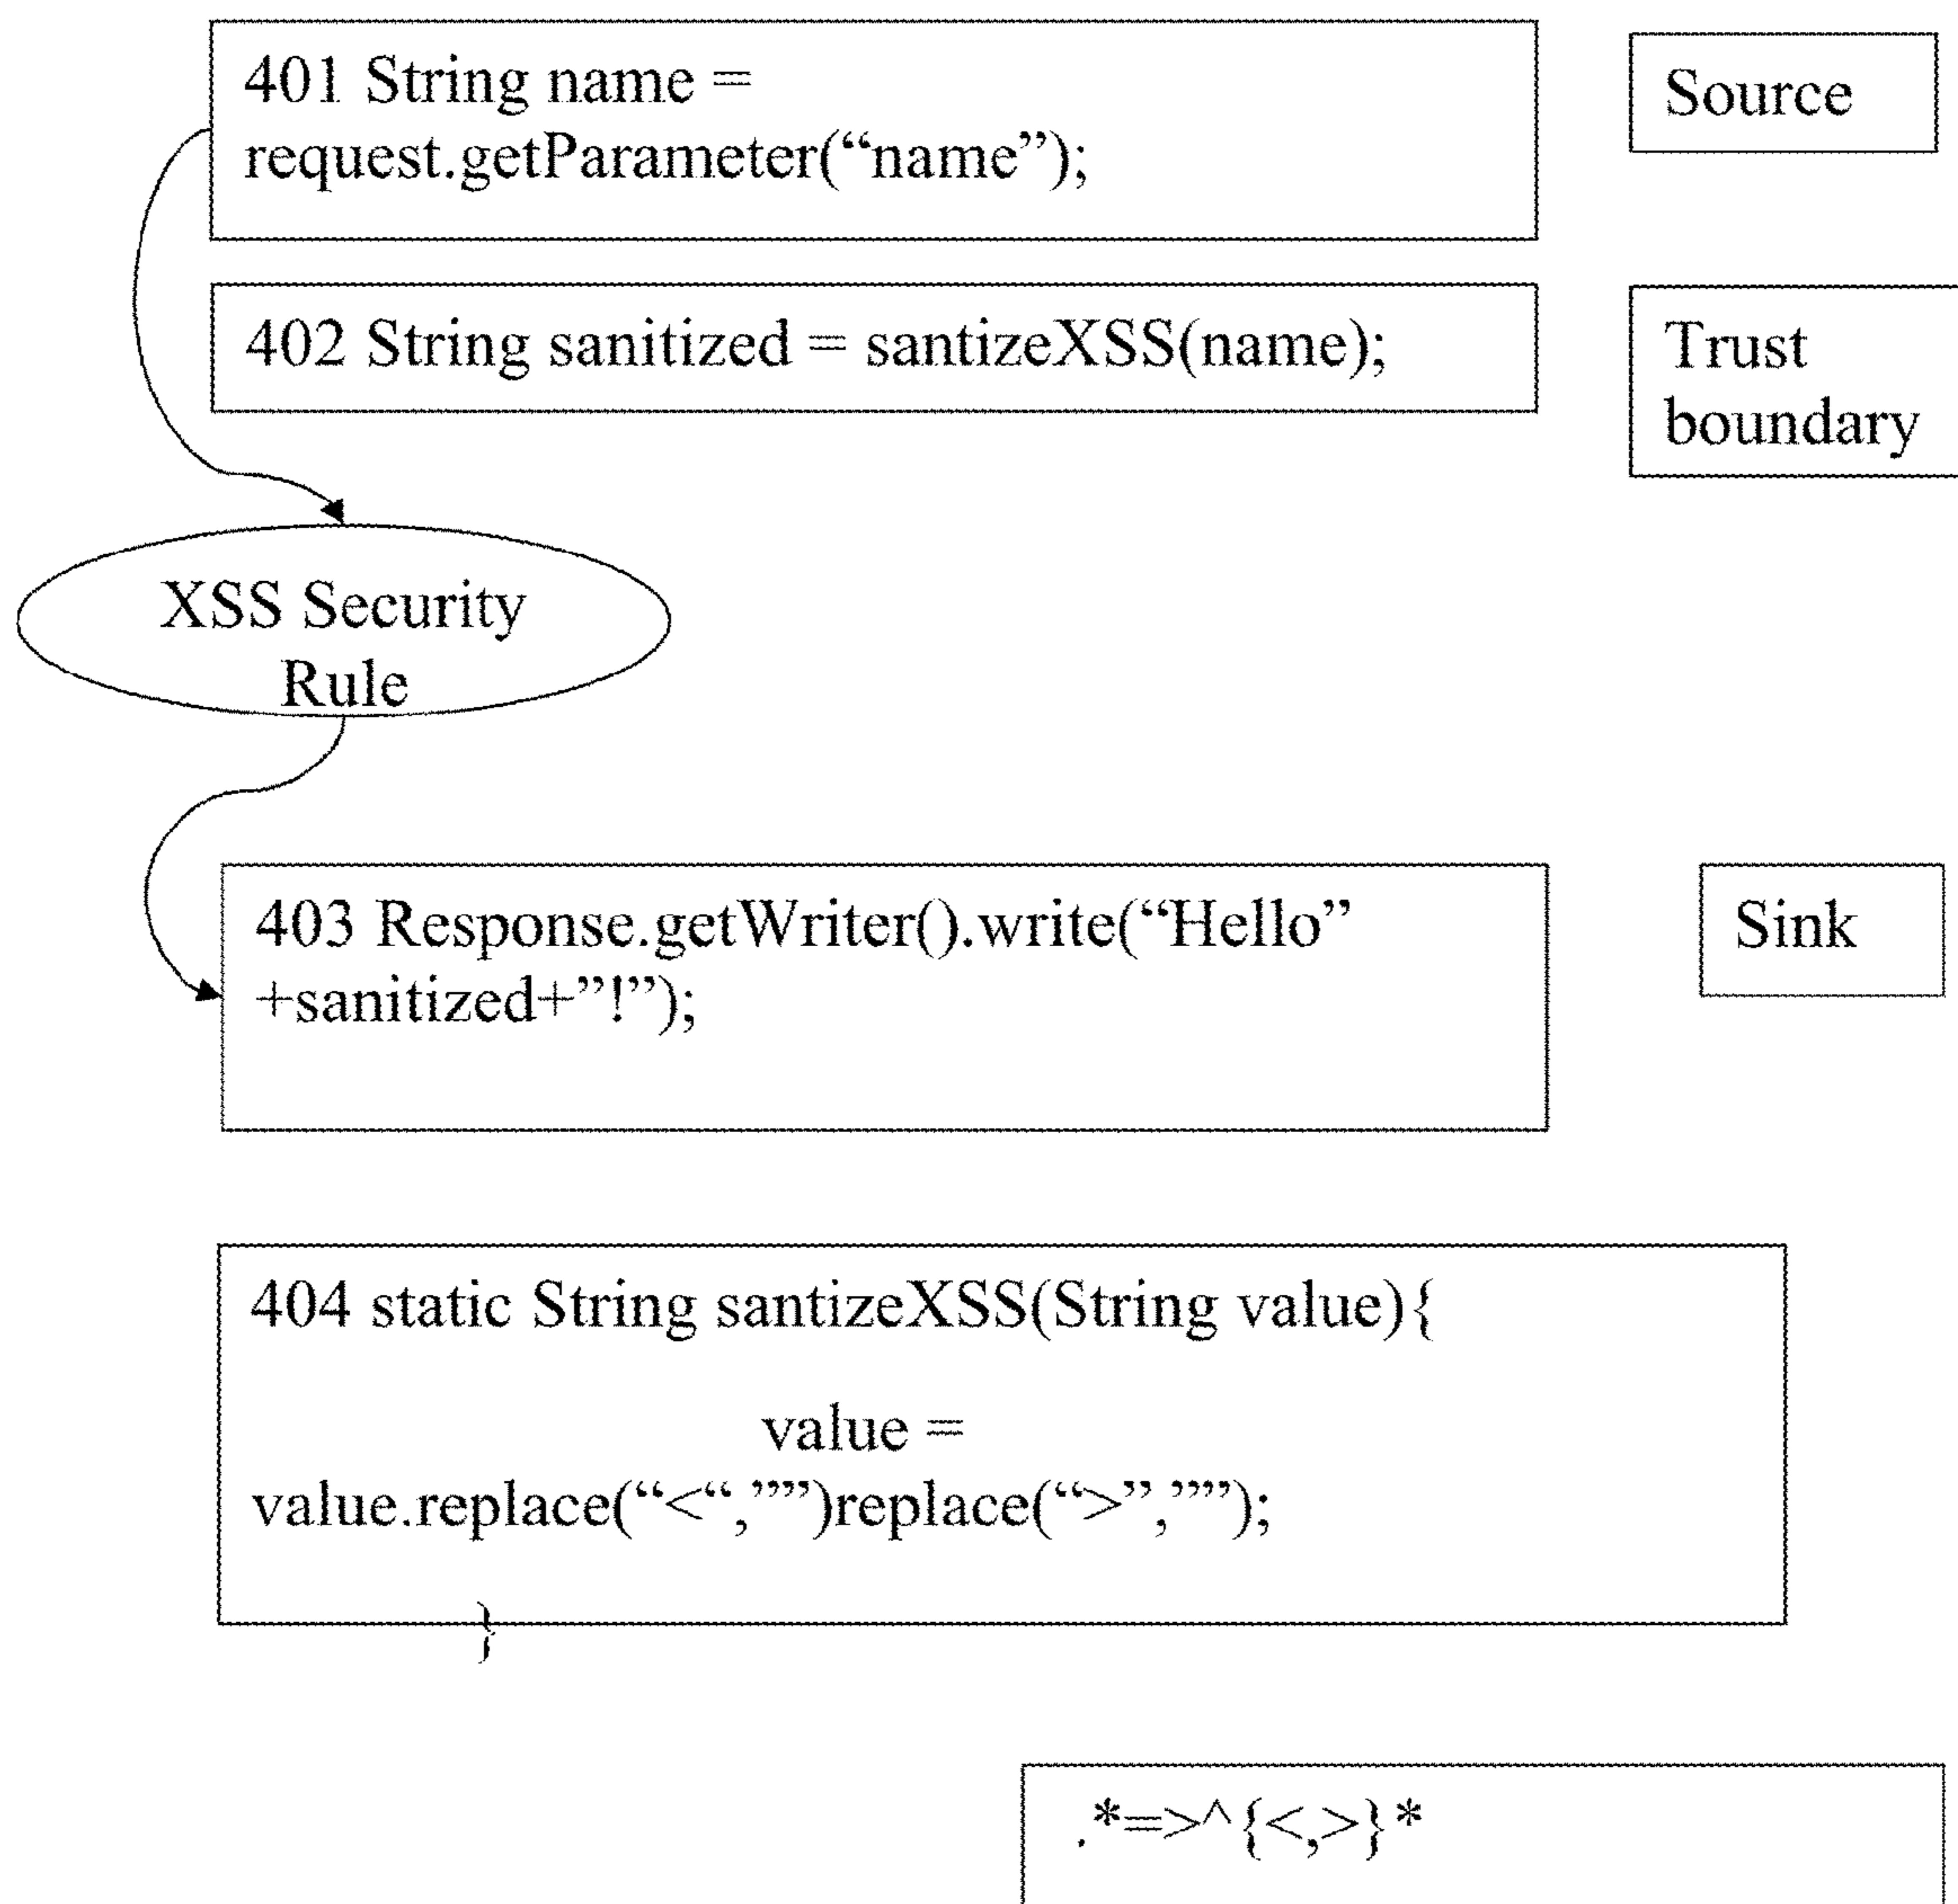 401 String name =
request.getParameter(“name”);
Source
402 String sanitized = santizeXSS(name);
Trust
boundary
XSS Security
Rule
403 Response.getWriter().write(“Hello”
+sanitized+”!”);
Sink
404 static String santizeXSS(String value){
value =
value.replace(“<“,””)replace(“>”,””);
}
.*=>^{<,>}*